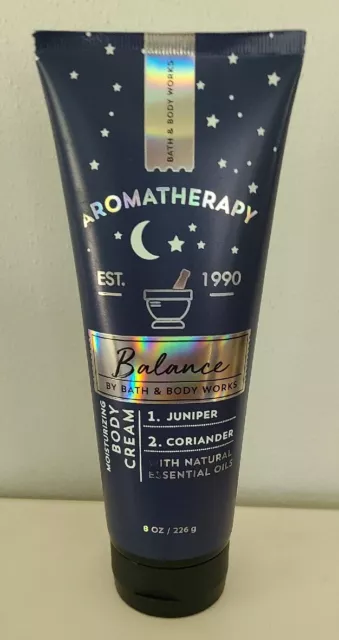 BATH & BODY WORKS
AROMATHERAPY
EST. 1990
Balance
BY BATH & BODY WORKS
MOISTURIZING
BODY
CREAM
1. JUNIPER
2. CORIANDER
WITH NATURAL
ESSENTIAL OILS
8 OZ / 226 g